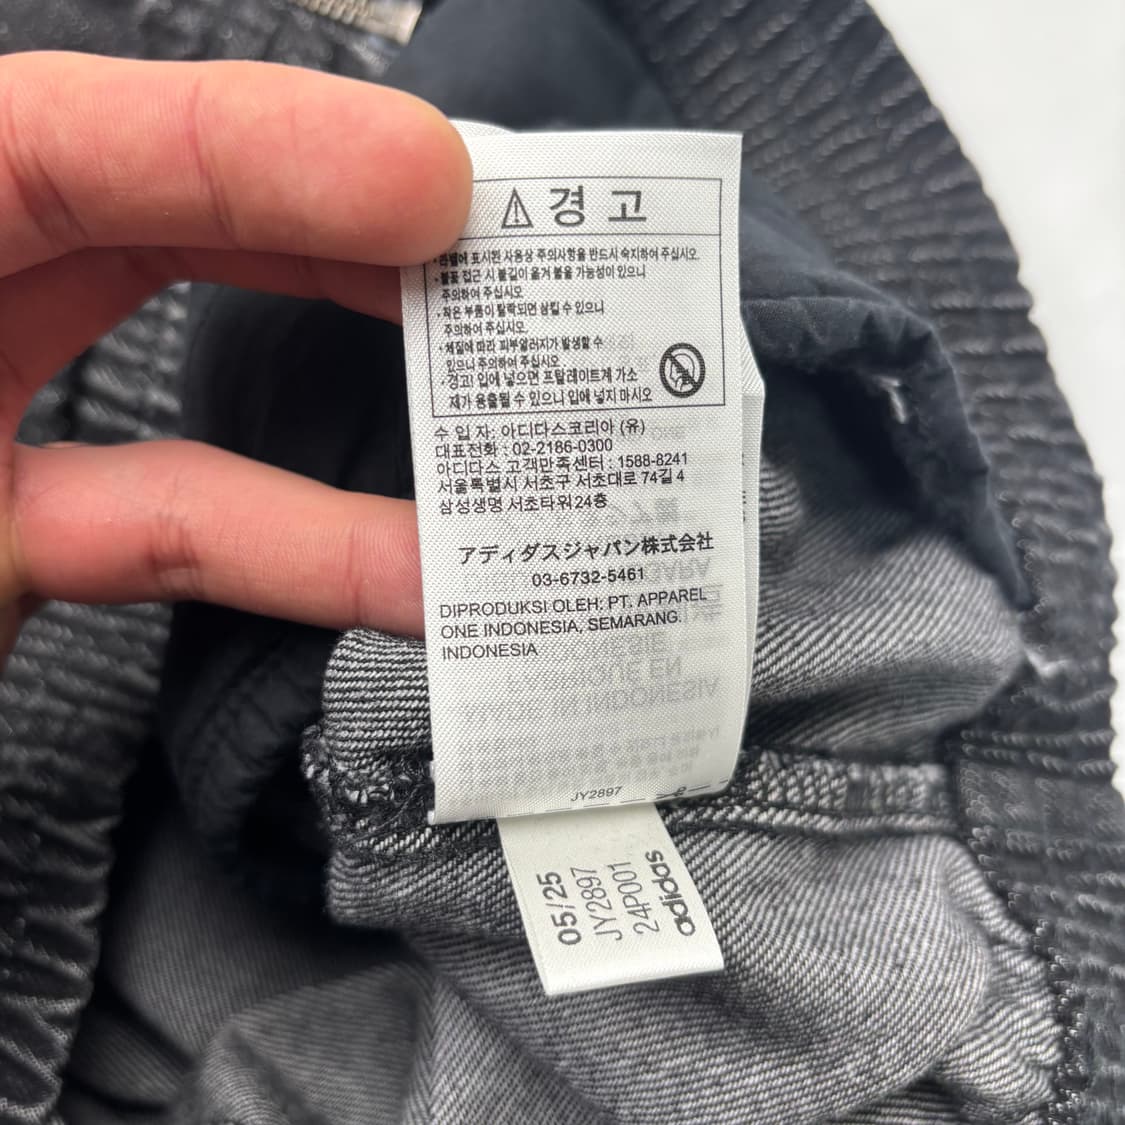 ⚠ 경 고
• 라벨에 표시된 사용상 주의사항을 반드시 숙지하여 주십시오.
• 불꽃 접근 시 불길이 옮겨 붙을 가능성이 있으니
주의하여 주십시오
• 작은 부품이 탈락되면 삼킬 수 있으니
주의하여 주십시오.
• 체질에 따라 피부알러지가 발생할 수
있으니 주의하여 주십시오
• 경고! 입에 넣으면 프탈레이트계 가소
제가 용출될 수 있으니 입에 넣지 마시오
수 입 자: 아디다스코리아 (유)
대표전화 : 02-2186-0300
아디다스 고객만족센터 : 1588-8241
서울특별시 서초구 서초대로 74길 4
삼성생명 서초타워24층
アディダスジャパン株式会社
03-6732-5461
DIPRODUKSI OLEH: PT. APPAREL
ONE INDONESIA, SEMARANG.
INDONESIA
JY2897
05/25
JY2897
24P001
adidas